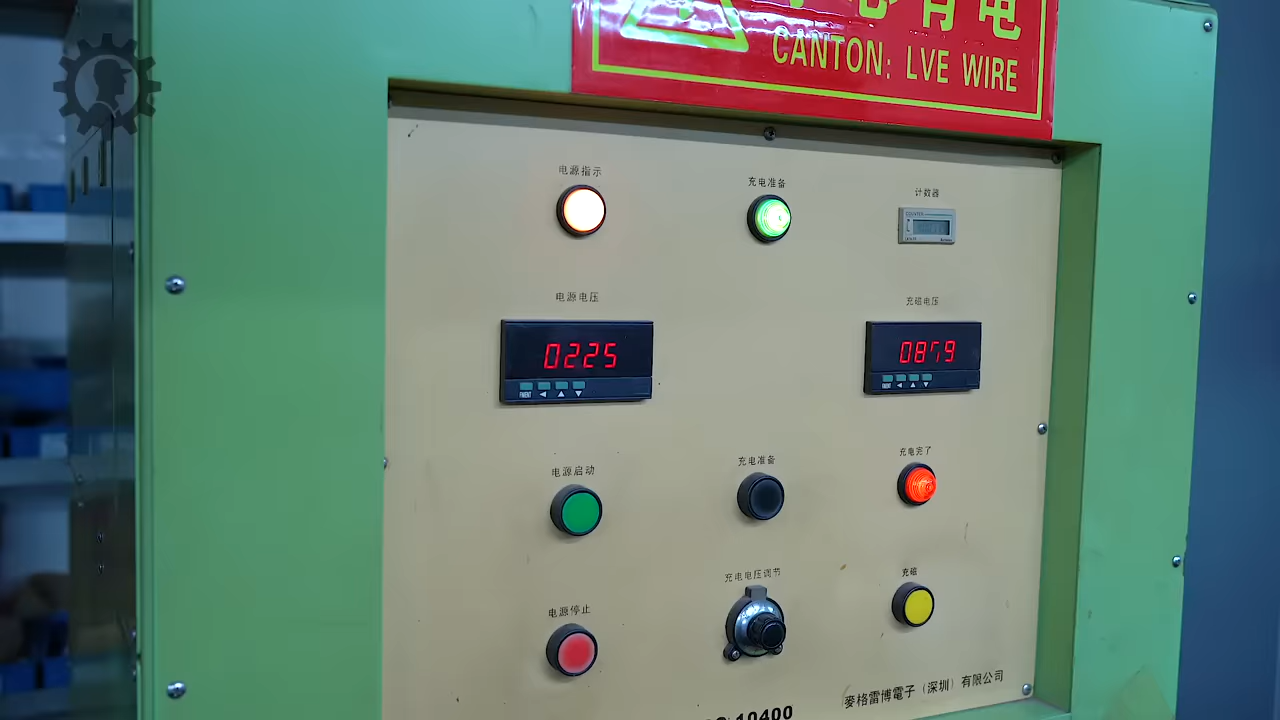 心有电
CANTON: LVE WIRE
电源指示
充电准备
计数器
COUNTER
电源电压
充磁电压
0225
0879
电源启动
充电准备
充电完了
充电电压调节
充磁
电源停止
麥格雷博電子（深圳）有限公司
10400